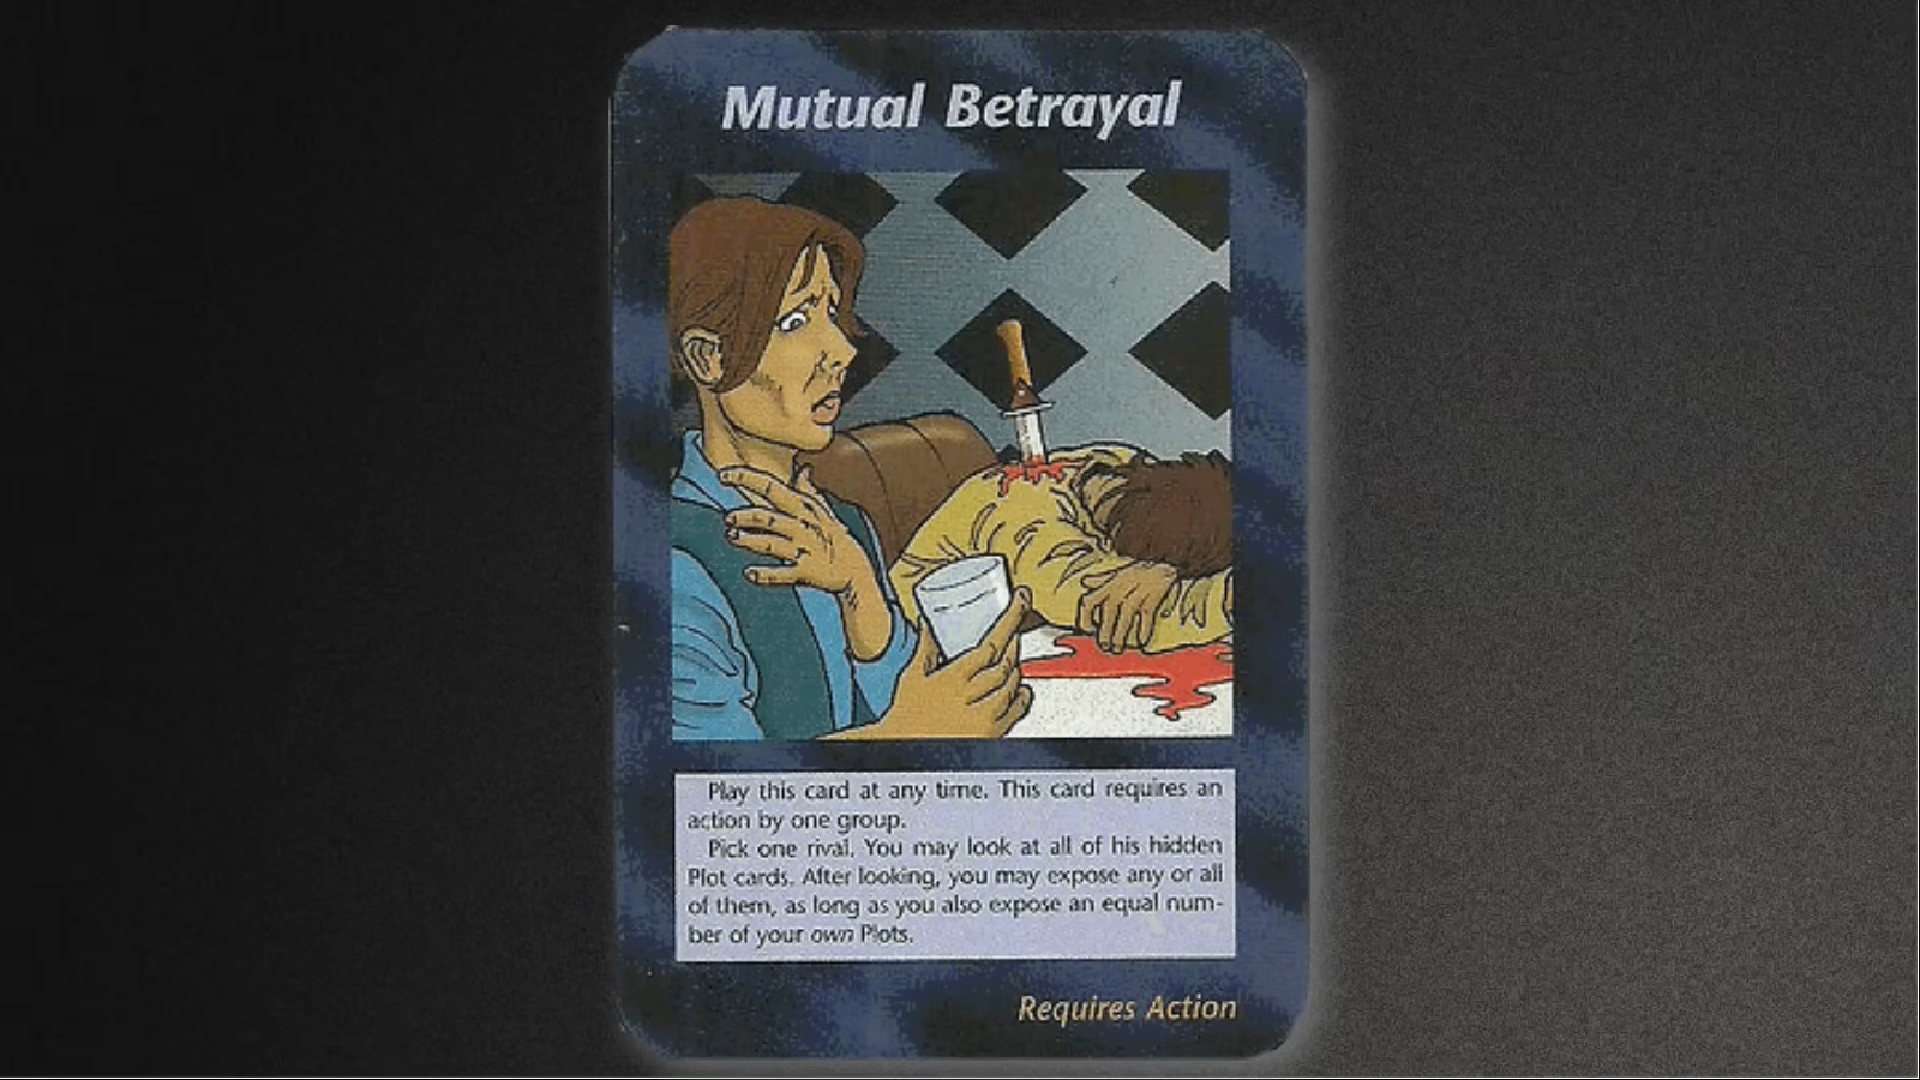 Mutual Betrayal
Play this card at any time. This card requires an
action by one group.
Pick one rival. You may look at all of his hidden
Plot cards. After looking, you may expose any or all
of them, as long as you also expose an equal num-
ber of your own Plots.
Requires Action